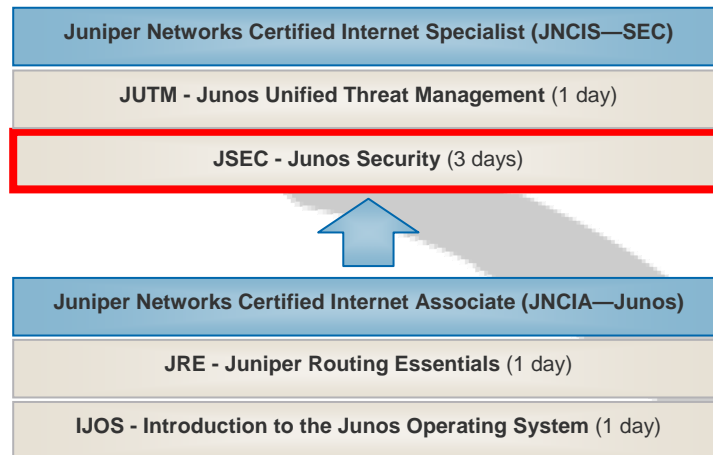 Juniper Networks Certified Internet Specialist (JNCIS—SEC)
JUTM - Junos Unified Threat Management (1 day)
JSEC - Junos Security (3 days)
Juniper Networks Certified Internet Associate (JNCIA—Junos)
JRE - Juniper Routing Essentials (1 day)
IJOS - Introduction to the Junos Operating System (1 day)